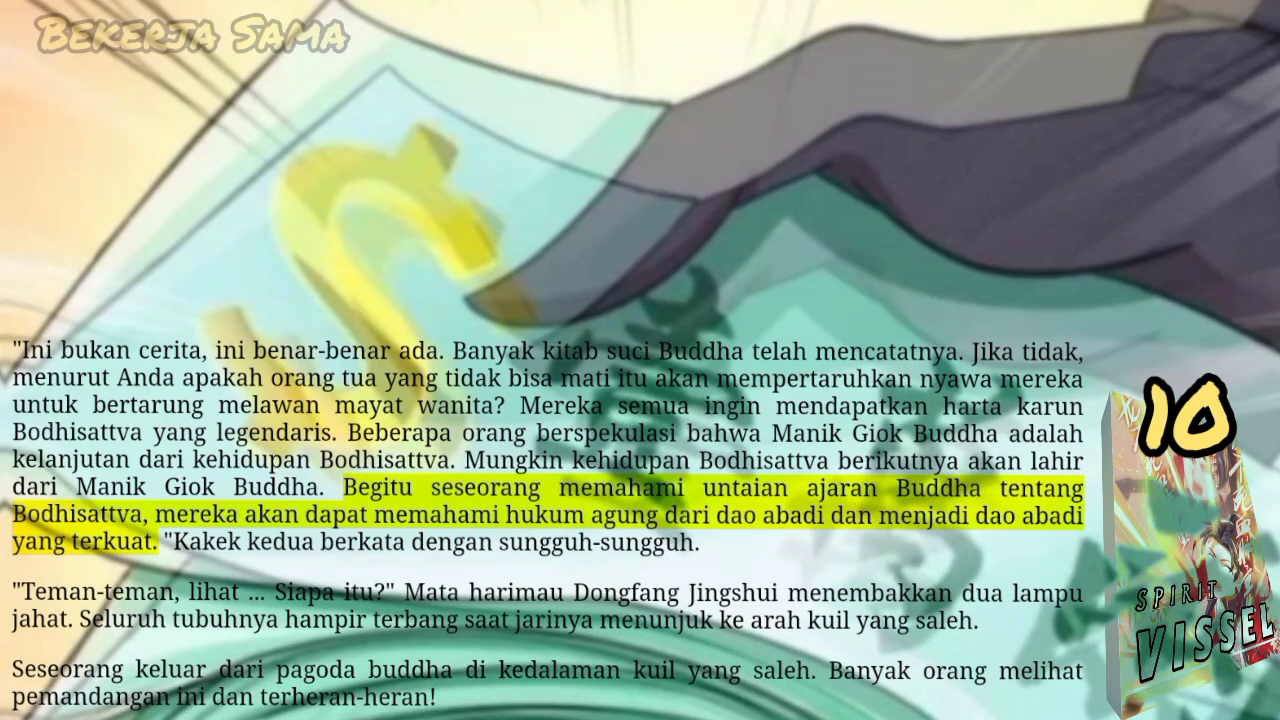 Bekerja Sama
"Ini bukan cerita, ini benar-benar ada. Banyak kitab suci Buddha telah mencatatnya. Jika tidak,
menurut Anda apakah orang tua yang tidak bisa mati itu akan mempertaruhkan nyawa mereka
untuk bertarung melawan mayat wanita? Mereka semua ingin mendapatkan harta karun
Bodhisattva yang legendaris. Beberapa orang berspekulasi bahwa Manik Giok Buddha adalah
kelanjutan dari kehidupan Bodhisattva. Mungkin kehidupan Bodhisattva berikutnya akan lahir
dari Manik Giok Buddha. Begitu seseorang memahami untaian ajaran Buddha tentang
Bodhisattva, mereka akan dapat memahami hukum agung dari dao abadi dan menjadi dao abadi
yang terkuat. "Kakek kedua berkata dengan sungguh-sungguh.
"Teman-teman, lihat ... Siapa itu?" Mata harimau Dongfang Jingshui menembakkan dua lampu
jahat. Seluruh tubuhnya hampir terbang saat jarinya menunjuk ke arah kuil yang saleh.
Seseorang keluar dari pagoda buddha di kedalaman kuil yang saleh. Banyak orang melihat
pemandangan ini dan terheran-heran!
10
SPIRIT
VISSEL